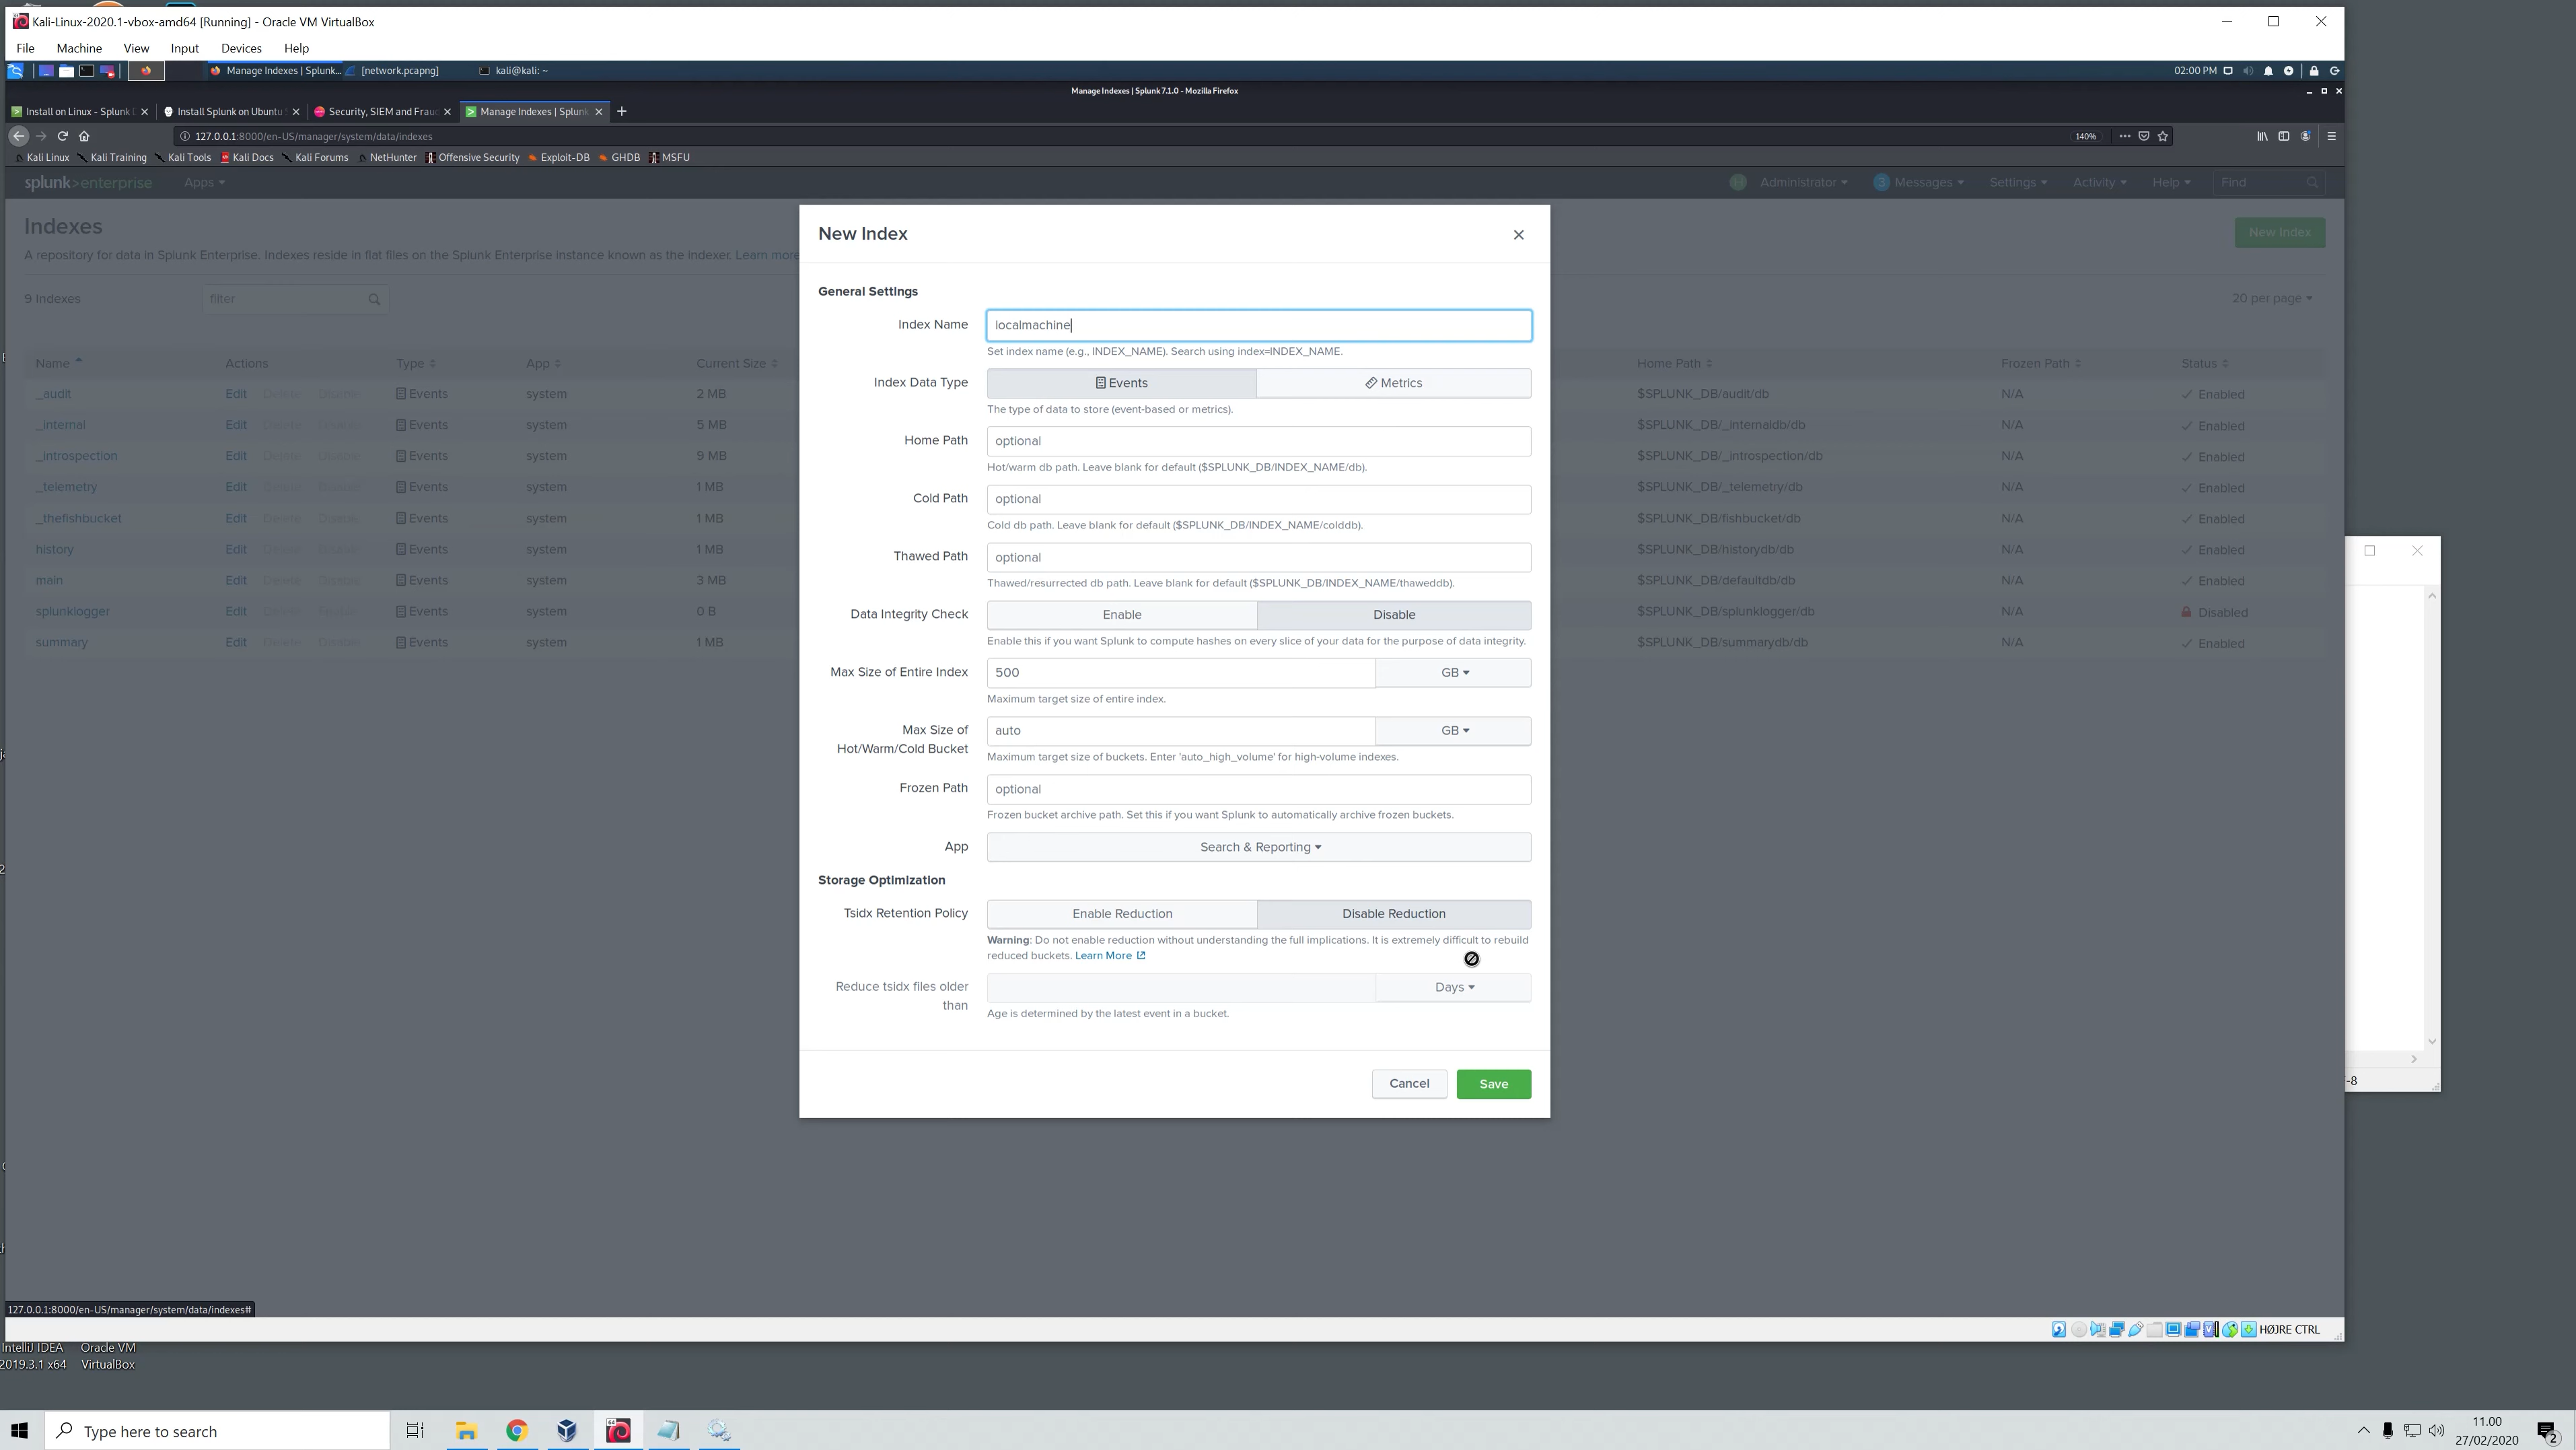 Kali-Linux-2020.1-vbox-amd64 [Running] - Oracle VM VirtualBox
File Machine View Input Devices Help
Manage Indexes | Splunk... [network.pcapng] kali@kali: ~ 02:00 PM
Manage Indexes | Splunk 7.1.0 - Mozilla Firefox
Install on Linux - Splunk Install Splunk on Ubuntu Security, SIEM and Fraud Manage Indexes | Splunk
127.0.0.1:8000/en-US/manager/system/data/indexes 140%
Kali Linux Kali Training Kali Tools Kali Docs Kali Forums NetHunter Offensive Security Exploit-DB GHDB MSFU
splunk>enterprise Apps Administrator 3 Messages Settings Activity Help Find
Indexes New Index
A repository for data in Splunk Enterprise. Indexes reside in flat files on the Splunk Enterprise instance known as the indexer. Learn more
9 Indexes filter 20 per page
Name Actions Type App Current Size Home Path Frozen Path Status
_audit Edit Delete Disable Events system 2 MB $SPLUNK_DB/audit/db N/A Enabled
_internal Edit Delete Disable Events system 5 MB $SPLUNK_DB/_internaldb/db N/A Enabled
_introspection Edit Delete Disable Events system 9 MB $SPLUNK_DB/_introspection/db N/A Enabled
_telemetry Edit Delete Disable Events system 1 MB $SPLUNK_DB/_telemetry/db N/A Enabled
_thefishbucket Edit Delete Disable Events system 1 MB $SPLUNK_DB/fishbucket/db N/A Enabled
history Edit Delete Disable Events system 1 MB $SPLUNK_DB/historydb/db N/A Enabled
main Edit Delete Disable Events system 3 MB $SPLUNK_DB/defaultdb/db N/A Enabled
splunklogger Edit Delete Enable Events system 0 B $SPLUNK_DB/splunklogger/db N/A Disabled
summary Edit Delete Disable Events system 1 MB $SPLUNK_DB/summarydb/db N/A Enabled
New Index
General Settings
Index Name localmachine
Set index name (e.g., INDEX_NAME). Search using index=INDEX_NAME.
Index Data Type Events Metrics
The type of data to store (event-based or metrics).
Home Path optional
Hot/warm db path. Leave blank for default ($SPLUNK_DB/INDEX_NAME/db).
Cold Path optional
Cold db path. Leave blank for default ($SPLUNK_DB/INDEX_NAME/colddb).
Thawed Path optional
Thawed/resurrected db path. Leave blank for default ($SPLUNK_DB/INDEX_NAME/thaweddb).
Data Integrity Check Enable Disable
Enable this if you want Splunk to compute hashes on every slice of your data for the purpose of data integrity.
Max Size of Entire Index 500 GB
Maximum target size of entire index.
Max Size of
Hot/Warm/Cold Bucket auto GB
Maximum target size of buckets. Enter 'auto_high_volume' for high-volume indexes.
Frozen Path optional
Frozen bucket archive path. Set this if you want Splunk to automatically archive frozen buckets.
App Search & Reporting
Storage Optimization
Tsidx Retention Policy Enable Reduction Disable Reduction
Warning: Do not enable reduction without understanding the full implications. It is extremely difficult to rebuild
reduced buckets. Learn More
Reduce tsidx files older
than Days
Age is determined by the latest event in a bucket.
Cancel Save
-8
127.0.0.1:8000/en-US/manager/system/data/indexes#
HØJRE CTRL
IntelliJ IDEA
2019.3.1 x64
Oracle VM
VirtualBox
Type here to search
64
11.00
27/02/2020
2